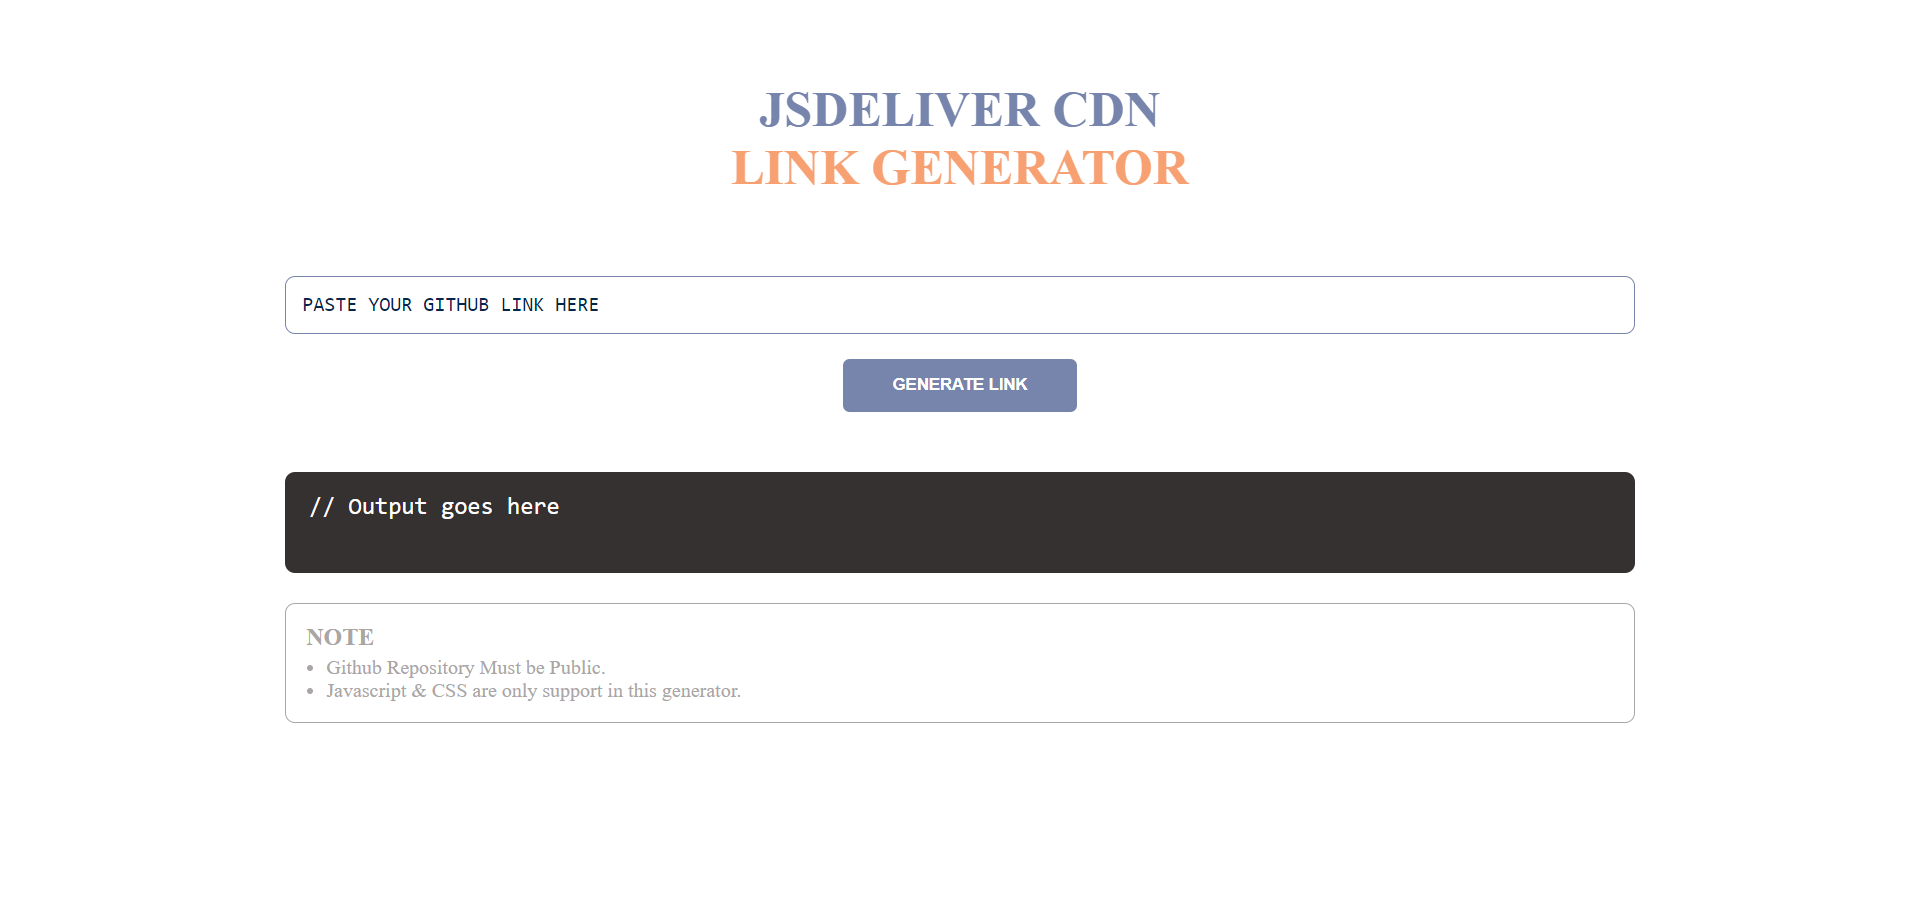 JSDELIVER CDN
LINK GENERATOR
PASTE YOUR GITHUB LINK HERE
GENERATE LINK
// Output goes here
NOTE
• Github Repository Must be Public.
• Javascript & CSS are only support in this generator.